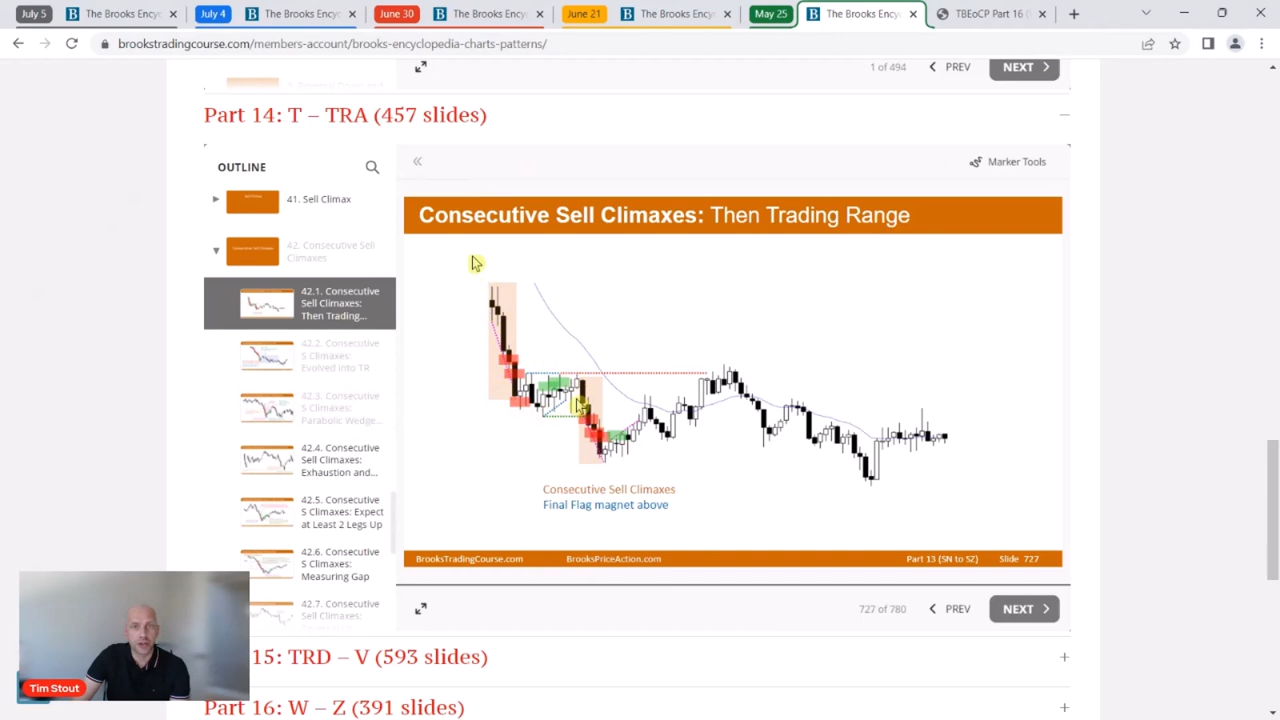 July 5
The Brooks Ency
July 4
The Brooks Ency
June 30
The Brooks Ency
June 21
The Brooks Ency
May 25
The Brooks Ency
TBEoCP Part 16 (
brookstradingcourse.com/members-account/brooks-encyclopedia-charts-patterns/
1 of 494
PREV
NEXT
Part 14: T – TRA (457 slides)
OUTLINE
Marker Tools
41. Sell Climax
42. Consecutive Sell
Climaxes
42.1. Consecutive
Sell Climaxes:
Then Trading...
42.2. Consecutive
S Climaxes:
Evolved into TR
42.3. Consecutive
S Climaxes:
Parabolic Wedge...
42.4. Consecutive
Sell Climaxes:
Exhaustion and...
42.5. Consecutive
S Climaxes: Expect
at Least 2 Legs Up
42.6. Consecutive
Sell Climaxes:
Measuring Gap
42.7. Consecutive
Sell Climaxes:
Consecutive Sell Climaxes: Then Trading Range
Consecutive Sell Climaxes
Final Flag magnet above
BrooksTradingCourse.com
BrooksPriceAction.com
Part 13 (SN to SZ)
Slide 727
727 of 780
PREV
NEXT
15: TRD – V (593 slides)
Part 16: W – Z (391 slides)
Tim Stout